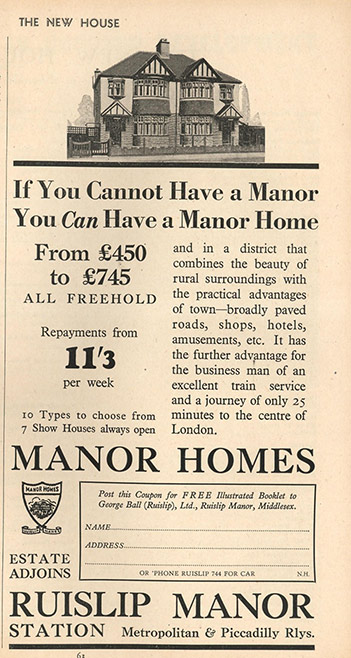 THE NEW HOUSE
If You Cannot Have a Manor
You Can Have a Manor Home
From £450
to £745
ALL FREEHOLD
Repayments from
11'3
per week
10 Types to choose from
7 Show Houses always open
and in a district that
combines the beauty of
rural surroundings with
the practical advantages
of town—broadly paved
roads, shops, hotels,
amusements, etc. It has
the further advantage for
the business man of an
excellent train service
and a journey of only 25
minutes to the centre of
London.
MANOR HOMES
MANOR HOMES
RUISLIP MANOR
ESTATE
ADJOINS
Post this Coupon for FREE Illustrated Booklet to
George Ball (Ruislip), Ltd., Ruislip Manor, Middlesex.
NAME
ADDRESS
OR 'PHONE RUISLIP 744 FOR CAR N.H.
RUISLIP MANOR
STATION Metropolitan & Piccadilly Rlys.